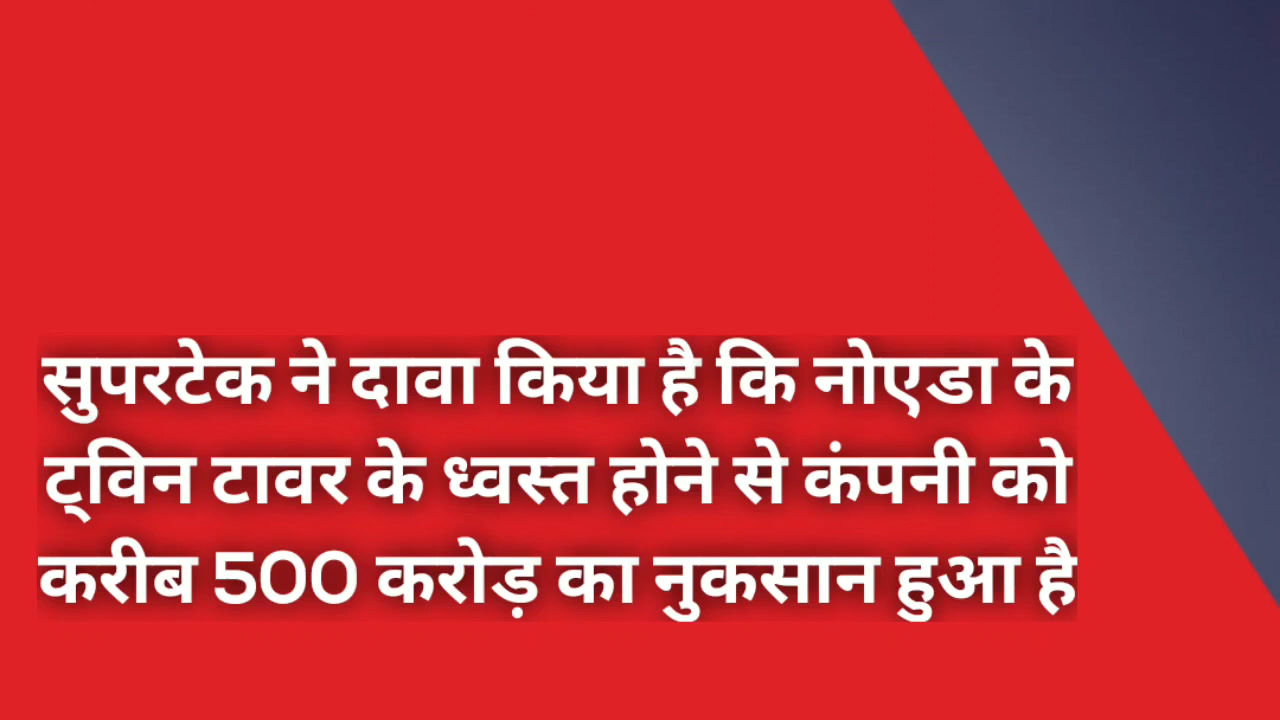 सुपरटेक ने दावा किया है कि नोएडा के
ट्विन टावर के ध्वस्त होने से कंपनी को
करीब 500 करोड़ का नुकसान हुआ है